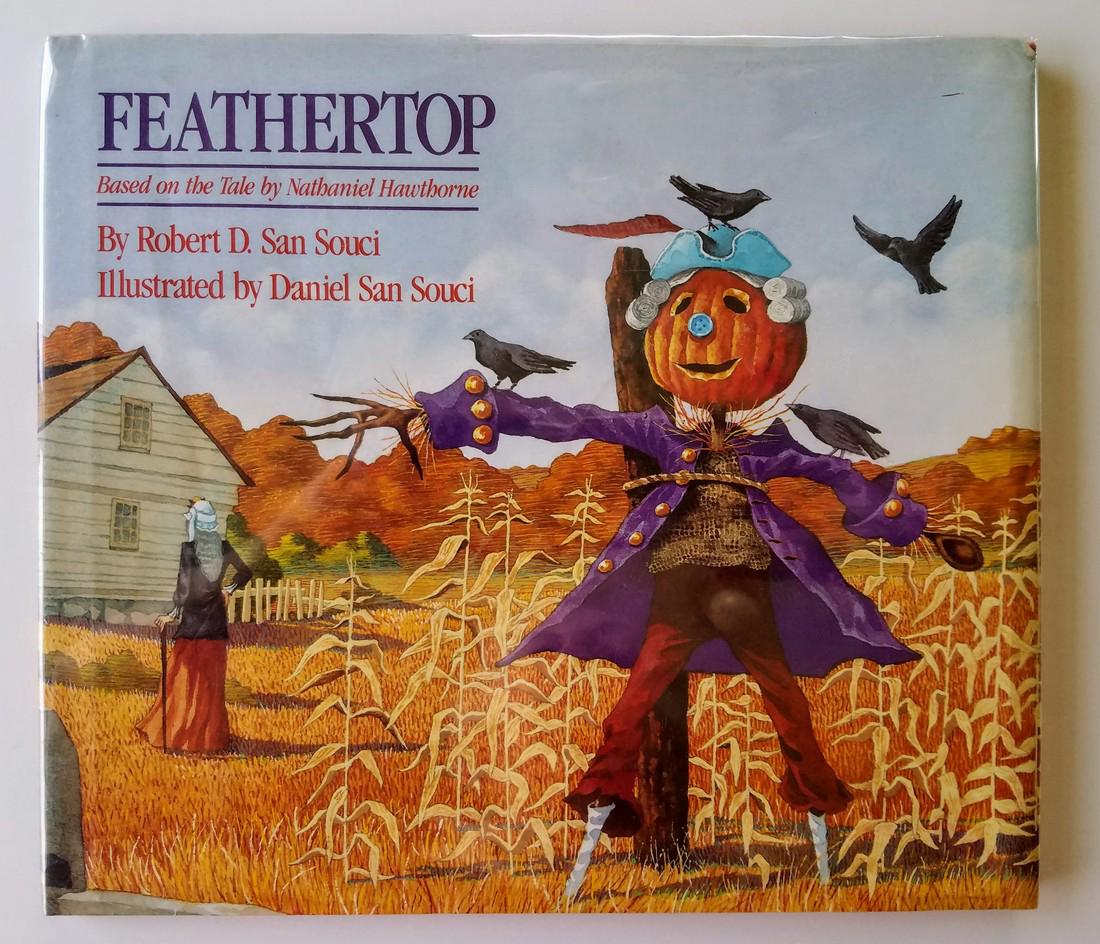 FEATHERTOP
Based on the Tale by Nathaniel Hawthorne
By Robert D. San Souci
Illustrated by Daniel San Souci